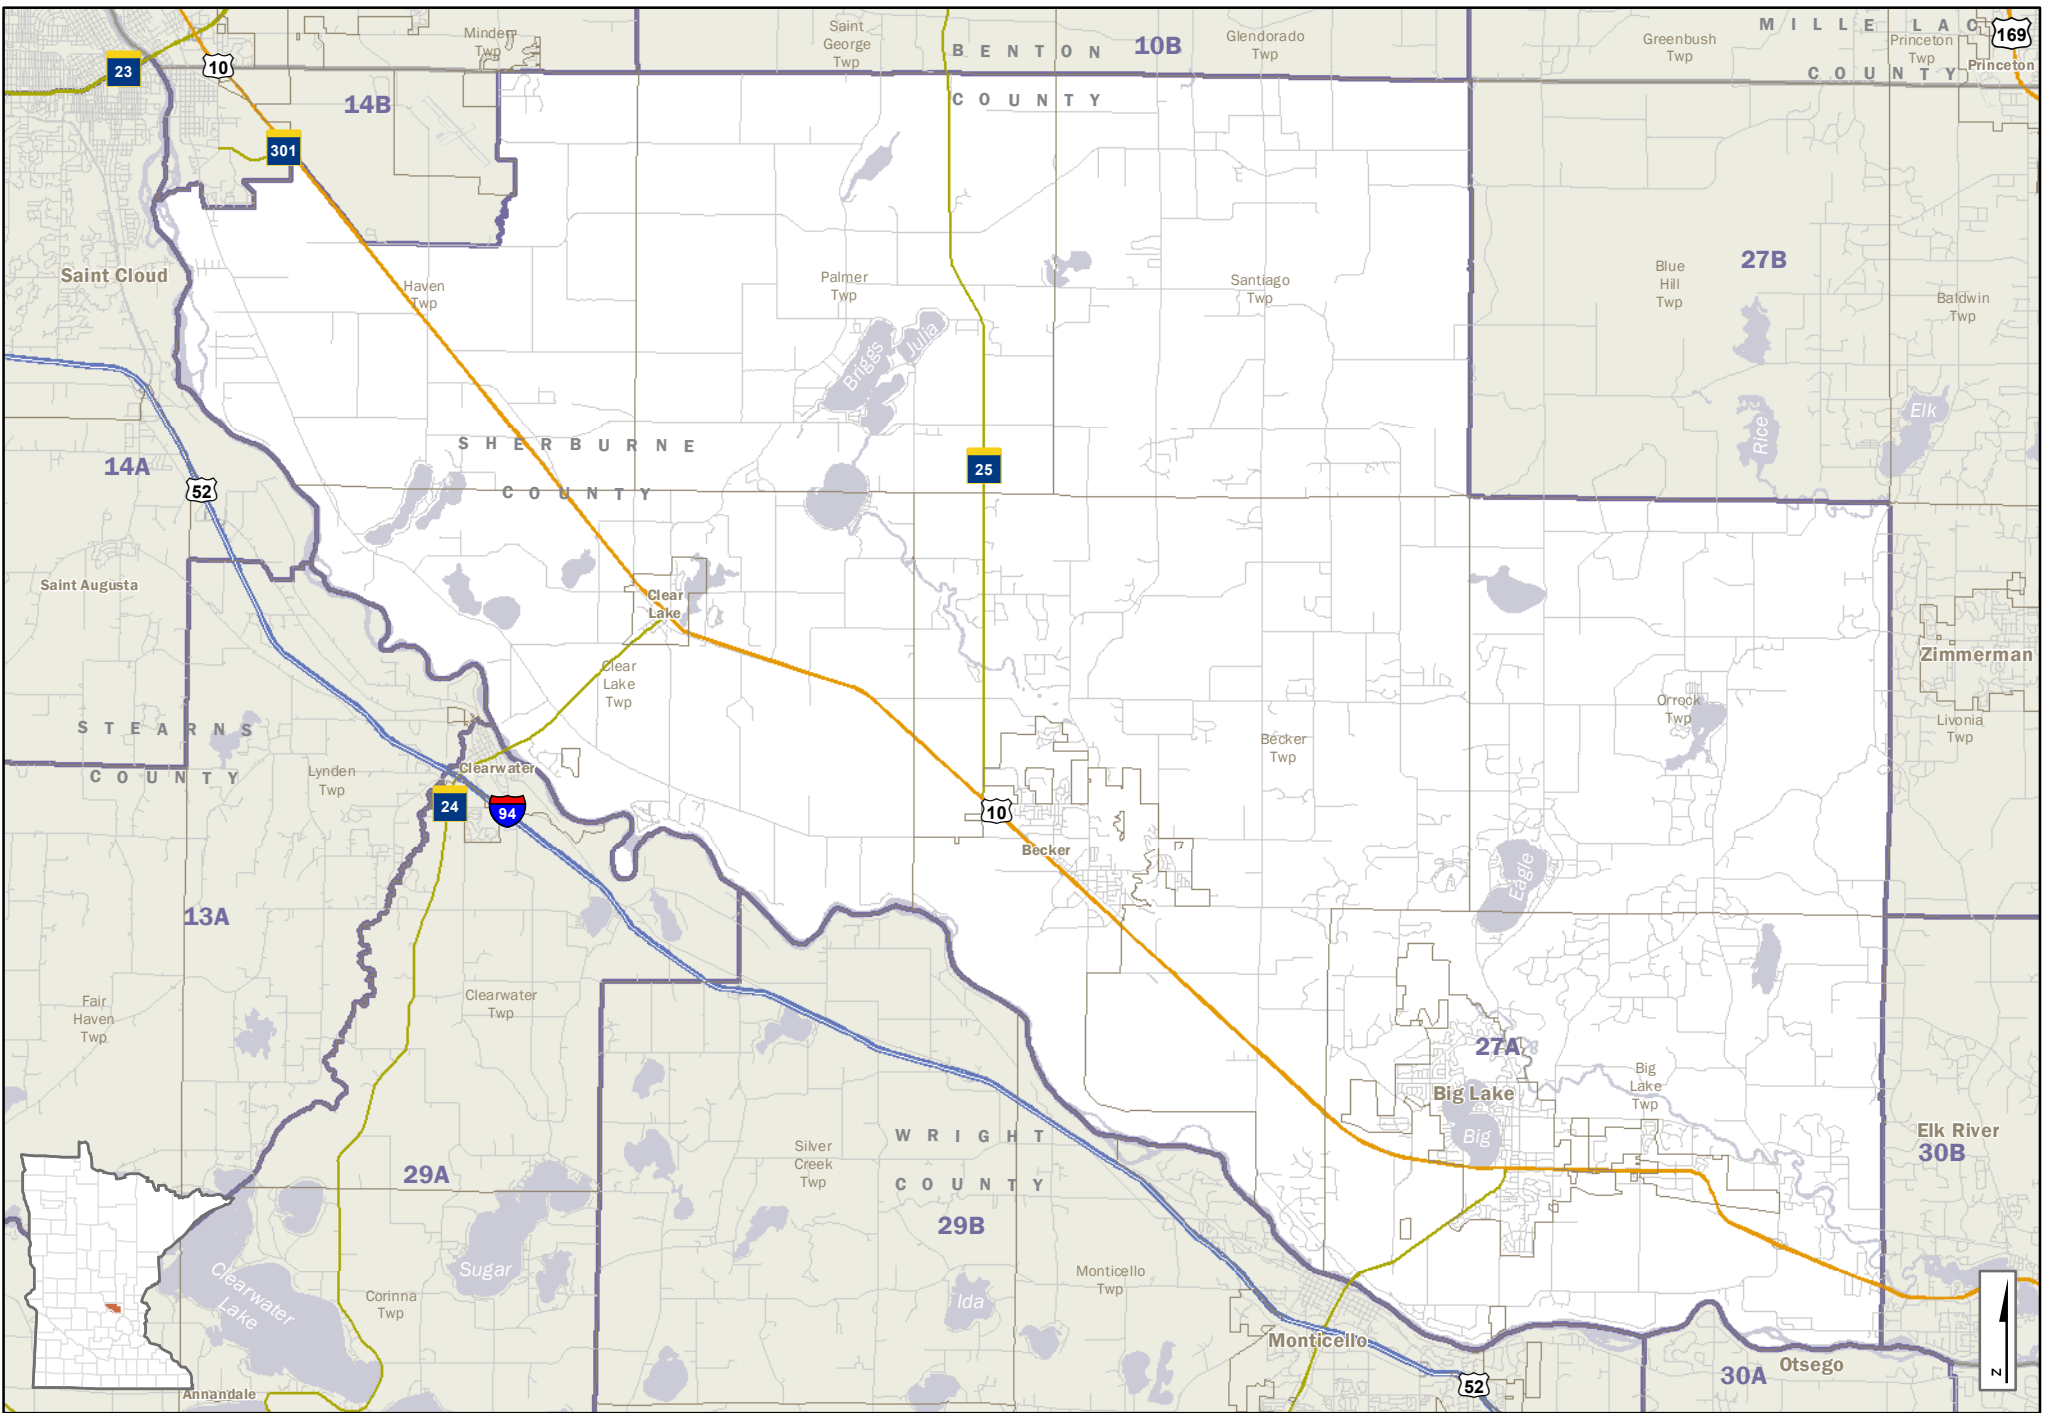 Minden
Twp
Saint
George
Twp
B E N T O N
C O U N T Y
10B
Glendorado
Twp
Greenbush
Twp
M I L L E  L A C
C O U N T Y
Princeton
Twp
169
Princeton
23
10
14B
301
Saint Cloud
Haven
Twp
Palmer
Twp
Santiago
Twp
Blue
Hill
Twp
27B
Baldwin
Twp
Briggs
Julia
Rice
Elk
14A
52
S H E R B U R N E
C O U N T Y
25
Saint Augusta
Clear
Lake
Clear
Lake
Twp
Zimmerman
Livonia
Twp
Orrock
Twp
Becker
Twp
S T E A R N S
C O U N T Y
Lynden
Twp
Clearwater
24
94
10
Becker
Eagle
13A
Fair
Haven
Twp
Clearwater
Twp
27A
Big Lake
Big
Big
Lake
Twp
Elk River
30B
W R I G H T
C O U N T Y
Silver
Creek
Twp
29A
29B
Sugar
Clearwater
Lake
Corinna
Twp
Ida
Monticello
Twp
Monticello
52
30A
Otsego
Annandale
N